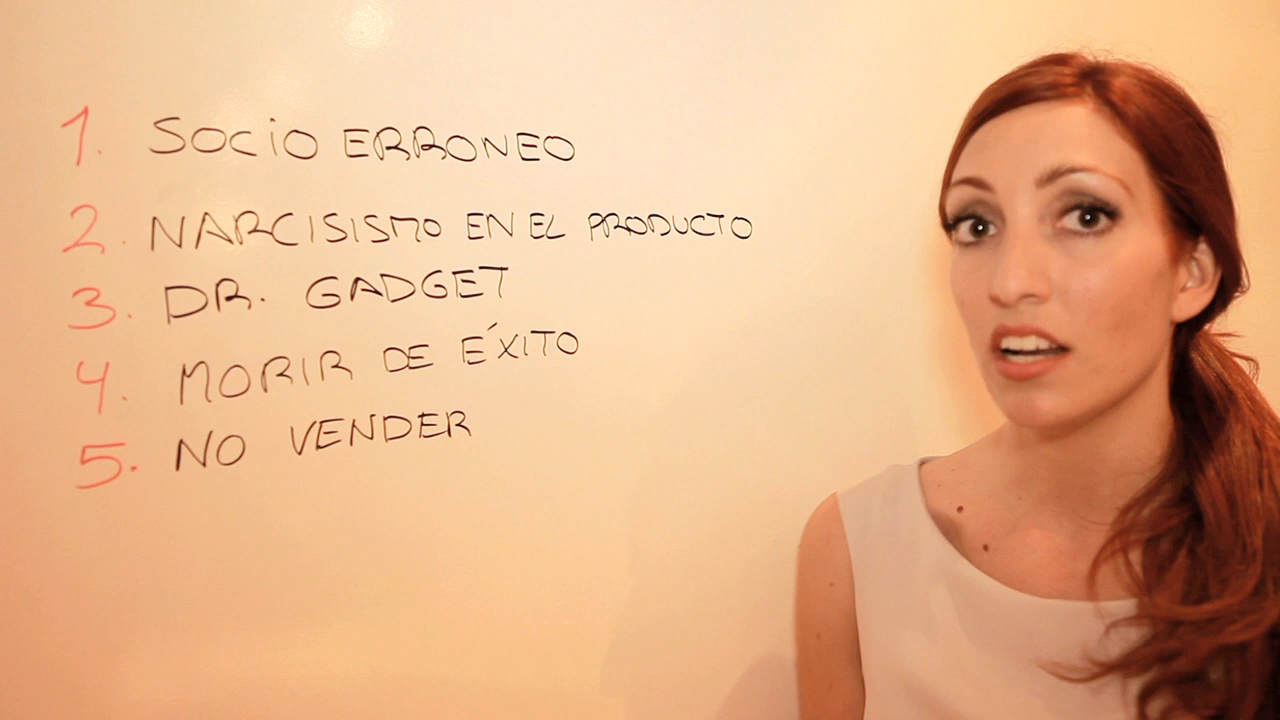 1. SOCIO ERRONEO
2. NARCISISMO EN EL PRODUCTO
3. DR. GADGET
4. MORIR DE ÉXITO
5. NO VENDER